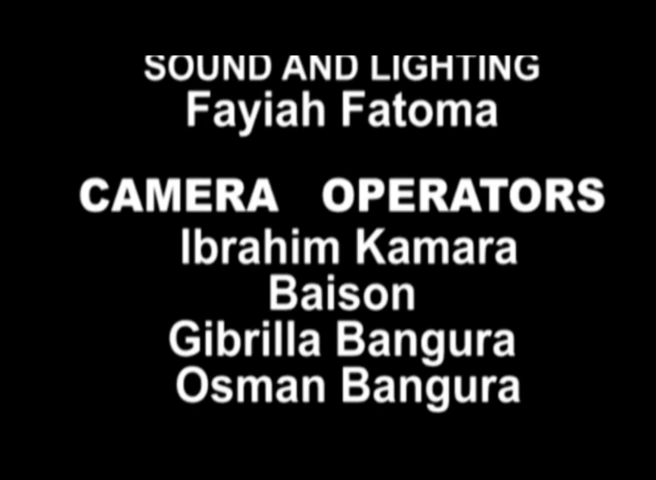 SOUND AND LIGHTING
Fayiah Fatoma
CAMERA OPERATORS
Ibrahim Kamara
Baison
Gibrilla Bangura
Osman Bangura